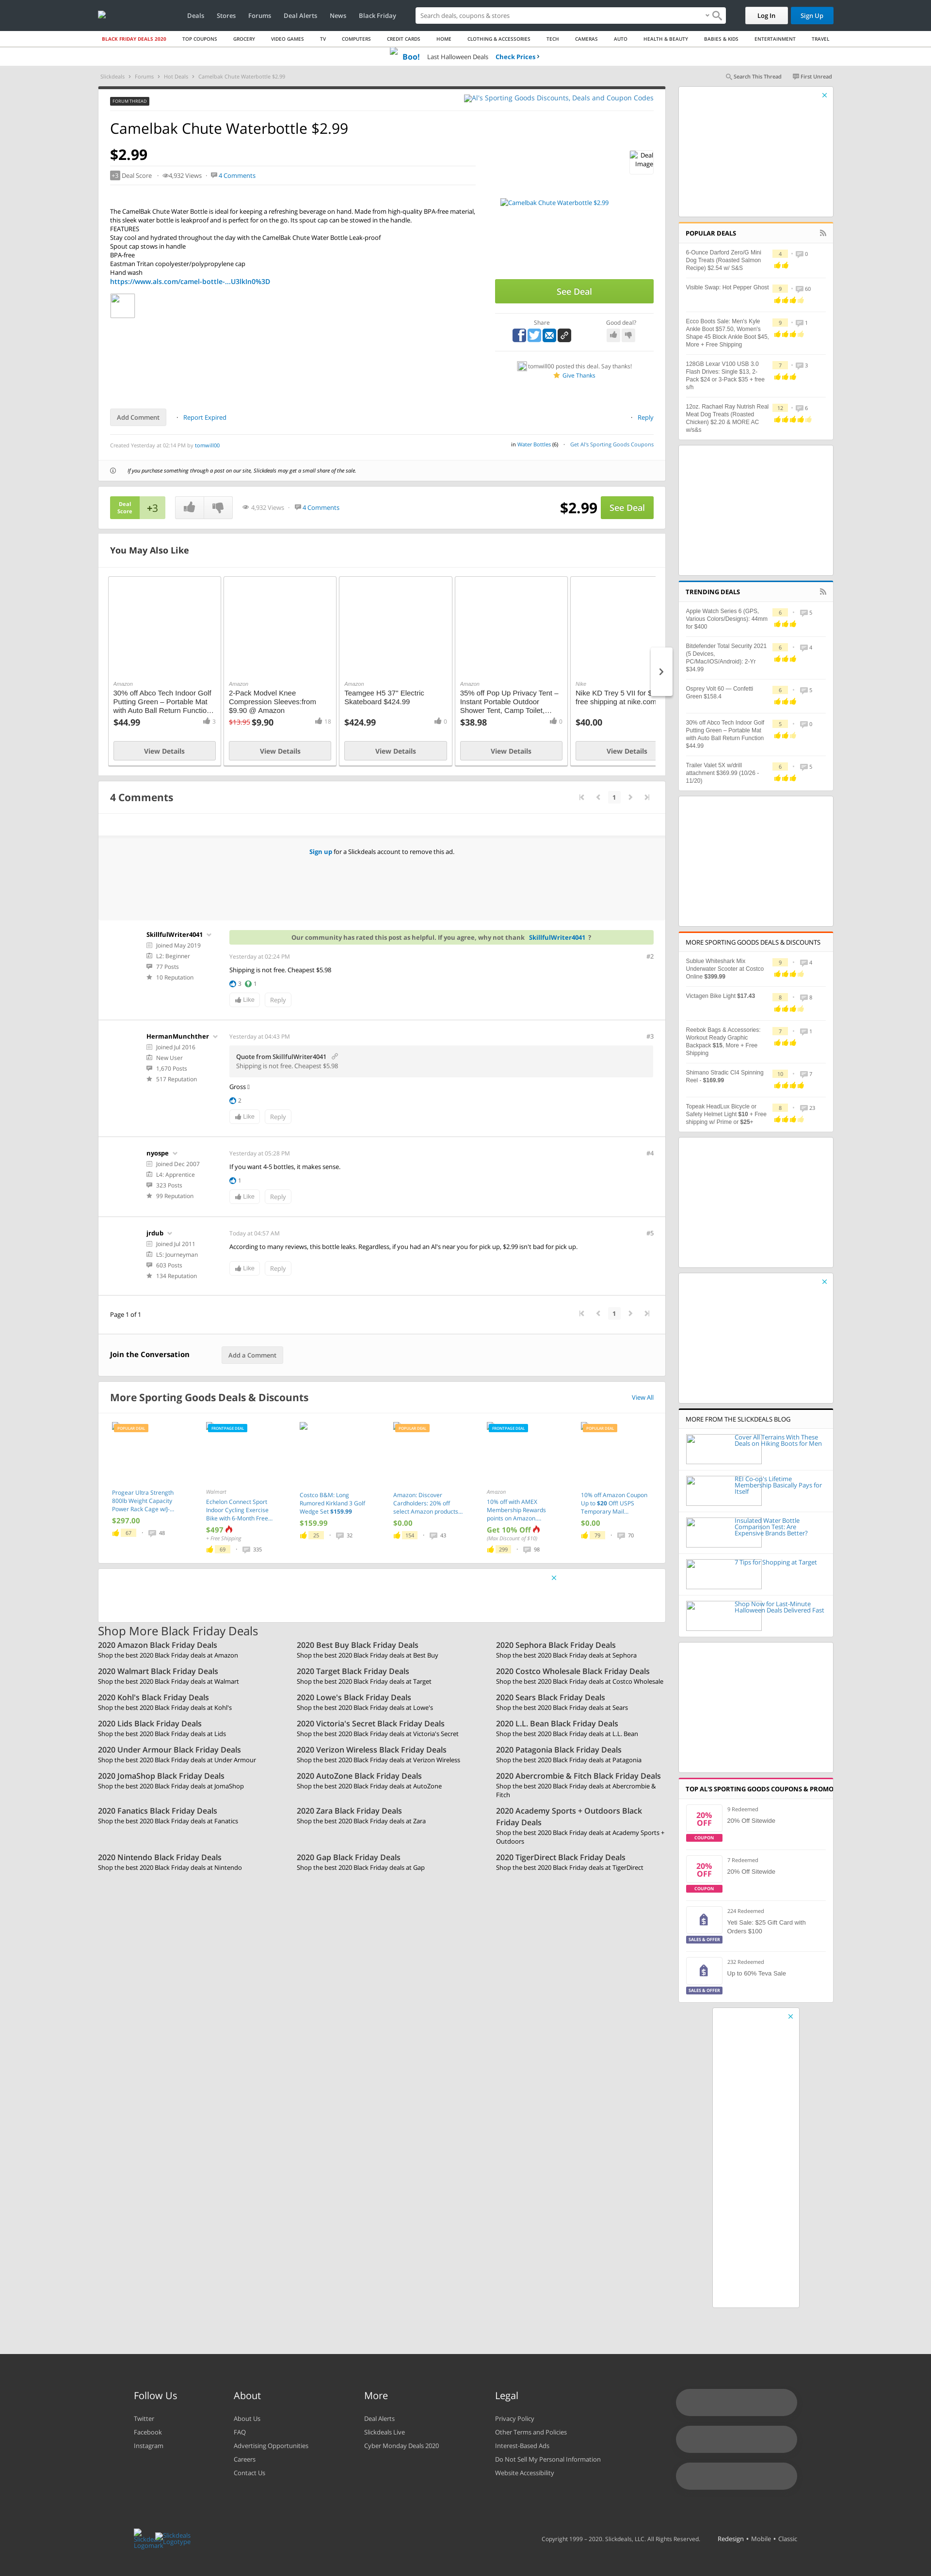 Deals Stores Forums Deal Alerts News Black Friday Search deals, coupons & stores Log In Sign Up
BLACK FRIDAY DEALS 2020 TOP COUPONS GROCERY VIDEO GAMES TV COMPUTERS CREDIT CARDS HOME CLOTHING & ACCESSORIES TECH CAMERAS AUTO HEALTH & BEAUTY BABIES & KIDS ENTERTAINMENT TRAVEL
Boo! Last Halloween Deals Check Prices ›
Slickdeals › Forums › Hot Deals › Camelbak Chute Waterbottle $2.99 Search This Thread First Unread
FORUM THREAD
Al's Sporting Goods Discounts, Deals and Coupon Codes
Camelbak Chute Waterbottle $2.99
$2.99
+3 Deal Score · 4,932 Views · 4 Comments
Deal Image
Camelbak Chute Waterbottle $2.99
The CamelBak Chute Water Bottle is ideal for keeping a refreshing beverage on hand. Made from high-quality BPA-free material,
this sleek water bottle is leakproof and is perfect for on the go. Its spout cap can be stowed in the handle.
FEATURES
Stay cool and hydrated throughout the day with the CamelBak Chute Water Bottle Leak-proof
Spout cap stows in handle
BPA-free
Eastman Tritan copolyester/polypropylene cap
Hand wash
https://www.als.com/camel-bottle-...U3lkIn0%3D
See Deal
Share Good deal?
tomwill00 posted this deal. Say thanks!
Give Thanks
Add Comment · Report Expired · Reply
Created Yesterday at 02:14 PM by tomwill00
in Water Bottles (6) · Get Al's Sporting Goods Coupons
If you purchase something through a post on our site, Slickdeals may get a small share of the sale.
Deal Score +3 4,932 Views · 4 Comments $2.99 See Deal
You May Also Like
Amazon
30% off Abco Tech Indoor Golf
Putting Green – Portable Mat
with Auto Ball Return Functio...
$44.99 3
View Details
Amazon
2-Pack Modvel Knee
Compression Sleeves:from
$9.90 @ Amazon
$13.95 $9.90 18
View Details
Amazon
Teamgee H5 37" Electric
Skateboard $424.99
$424.99 0
View Details
Amazon
35% off Pop Up Privacy Tent –
Instant Portable Outdoor
Shower Tent, Camp Toilet,...
$38.98 0
View Details
Nike
Nike KD Trey 5 VII for $
free shipping at nike.com
$40.00
View Details
4 Comments 1
Sign up for a Slickdeals account to remove this ad.
SkillfulWriter4041
Joined May 2019
L2: Beginner
77 Posts
10 Reputation
Our community has rated this post as helpful. If you agree, why not thank SkillfulWriter4041 ?
Yesterday at 02:24 PM #2
Shipping is not free. Cheapest $5.98
3 1
Like Reply
HermanMunchther
Joined Jul 2016
New User
1,670 Posts
517 Reputation
Yesterday at 04:43 PM #3
Quote from SkillfulWriter4041
Shipping is not free. Cheapest $5.98
Gross
2
Like Reply
nyospe
Joined Dec 2007
L4: Apprentice
323 Posts
99 Reputation
Yesterday at 05:28 PM #4
If you want 4-5 bottles, it makes sense.
1
Like Reply
jrdub
Joined Jul 2011
L5: Journeyman
603 Posts
134 Reputation
Today at 04:57 AM #5
According to many reviews, this bottle leaks. Regardless, if you had an Al's near you for pick up, $2.99 isn't bad for pick up.
Like Reply
Page 1 of 1 1
Join the Conversation Add a Comment
More Sporting Goods Deals & Discounts View All
POPULAR DEAL
Progear Ultra Strength
800lb Weight Capacity
Power Rack Cage w/J-...
$297.00
67 · 48
FRONTPAGE DEAL
Walmart
Echelon Connect Sport
Indoor Cycling Exercise
Bike with 6-Month Free...
$497
+ Free Shipping
69 · 335
Costco B&M: Long
Rumored Kirkland 3 Golf
Wedge Set $159.99
$159.99
25 · 32
POPULAR DEAL
Amazon: Discover
Cardholders: 20% off
select Amazon products...
$0.00
154 · 43
FRONTPAGE DEAL
Amazon
10% off with AMEX
Membership Rewards
points on Amazon....
Get 10% Off
(Max Discount of $10)
299 · 98
POPULAR DEAL
10% off Amazon Coupon
Up to $20 Off! USPS
Temporary Mail...
$0.00
79 · 70
Shop More Black Friday Deals
2020 Amazon Black Friday Deals
Shop the best 2020 Black Friday deals at Amazon
2020 Best Buy Black Friday Deals
Shop the best 2020 Black Friday deals at Best Buy
2020 Sephora Black Friday Deals
Shop the best 2020 Black Friday deals at Sephora
2020 Walmart Black Friday Deals
Shop the best 2020 Black Friday deals at Walmart
2020 Target Black Friday Deals
Shop the best 2020 Black Friday deals at Target
2020 Costco Wholesale Black Friday Deals
Shop the best 2020 Black Friday deals at Costco Wholesale
2020 Kohl's Black Friday Deals
Shop the best 2020 Black Friday deals at Kohl's
2020 Lowe's Black Friday Deals
Shop the best 2020 Black Friday deals at Lowe's
2020 Sears Black Friday Deals
Shop the best 2020 Black Friday deals at Sears
2020 Lids Black Friday Deals
Shop the best 2020 Black Friday deals at Lids
2020 Victoria's Secret Black Friday Deals
Shop the best 2020 Black Friday deals at Victoria's Secret
2020 L.L. Bean Black Friday Deals
Shop the best 2020 Black Friday deals at L.L. Bean
2020 Under Armour Black Friday Deals
Shop the best 2020 Black Friday deals at Under Armour
2020 Verizon Wireless Black Friday Deals
Shop the best 2020 Black Friday deals at Verizon Wireless
2020 Patagonia Black Friday Deals
Shop the best 2020 Black Friday deals at Patagonia
2020 JomaShop Black Friday Deals
Shop the best 2020 Black Friday deals at JomaShop
2020 AutoZone Black Friday Deals
Shop the best 2020 Black Friday deals at AutoZone
2020 Abercrombie & Fitch Black Friday Deals
Shop the best 2020 Black Friday deals at Abercrombie &
Fitch
2020 Fanatics Black Friday Deals
Shop the best 2020 Black Friday deals at Fanatics
2020 Zara Black Friday Deals
Shop the best 2020 Black Friday deals at Zara
2020 Academy Sports + Outdoors Black
Friday Deals
Shop the best 2020 Black Friday deals at Academy Sports +
Outdoors
2020 Nintendo Black Friday Deals
Shop the best 2020 Black Friday deals at Nintendo
2020 Gap Black Friday Deals
Shop the best 2020 Black Friday deals at Gap
2020 TigerDirect Black Friday Deals
Shop the best 2020 Black Friday deals at TigerDirect
POPULAR DEALS
6-Ounce Darford Zero/G Mini
Dog Treats (Roasted Salmon
Recipe) $2.54 w/ S&S
4 · 0
Visible Swap: Hot Pepper Ghost
9 · 60
Ecco Boots Sale: Men's Kyle
Ankle Boot $57.50, Women's
Shape 45 Block Ankle Boot $45,
More + Free Shipping
9 · 1
128GB Lexar V100 USB 3.0
Flash Drives: Single $13, 2-
Pack $24 or 3-Pack $35 + free
s/h
7 · 3
12oz. Rachael Ray Nutrish Real
Meat Dog Treats (Roasted
Chicken) $2.20 & MORE AC
w/s&s
12 · 6
TRENDING DEALS
Apple Watch Series 6 (GPS,
Various Colors/Designs): 44mm
for $400
6 · 5
Bitdefender Total Security 2021
(5 Devices,
PC/Mac/iOS/Android): 2-Yr
$34.99
6 · 4
Osprey Volt 60 — Confetti
Green $158.4
6 · 5
30% off Abco Tech Indoor Golf
Putting Green – Portable Mat
with Auto Ball Return Function
$44.99
5 · 0
Traxler Valet 5X w/drill
attachment $369.99 (10/26 -
11/20)
6 · 5
MORE SPORTING GOODS DEALS & DISCOUNTS
Sublue Whiteshark Mix
Underwater Scooter at Costco
Online $399.99
9 · 4
Victagen Bike Light $17.43
8 · 8
Reebok Bags & Accessories:
Workout Ready Graphic
Backpack $15, More + Free
Shipping
7 · 1
Shimano Stradic CI4 Spinning
Reel - $169.99
10 · 7
Topeak HeadLux Bicycle or
Safety Helmet Light $10 + Free
shipping w/ Prime or $25+
8 · 23
MORE FROM THE SLICKDEALS BLOG
Cover All Terrains With These
Deals on Hiking Boots for Men
REI Co-op's Lifetime
Membership Basically Pays for
Itself
Insulated Water Bottle
Comparison Test: Are
Expensive Brands Better?
7 Tips for Shopping at Target
Shop Now for Last-Minute
Halloween Deals Delivered Fast
TOP AL'S SPORTING GOODS COUPONS & PROMO
20% OFF COUPON
9 Redeemed
20% Off Sitewide
20% OFF COUPON
7 Redeemed
20% Off Sitewide
SALES & OFFER
224 Redeemed
Yeti Sale: $25 Gift Card with
Orders $100
SALES & OFFER
232 Redeemed
Up to 60% Teva Sale
Follow Us
Twitter
Facebook
Instagram
About
About Us
FAQ
Advertising Opportunities
Careers
Contact Us
More
Deal Alerts
Slickdeals Live
Cyber Monday Deals 2020
Legal
Privacy Policy
Other Terms and Policies
Interest-Based Ads
Do Not Sell My Personal Information
Website Accessibility
Slickdeals Logomark Slickdeals Logotype
Copyright 1999 – 2020. Slickdeals, LLC. All Rights Reserved. Redesign • Mobile • Classic